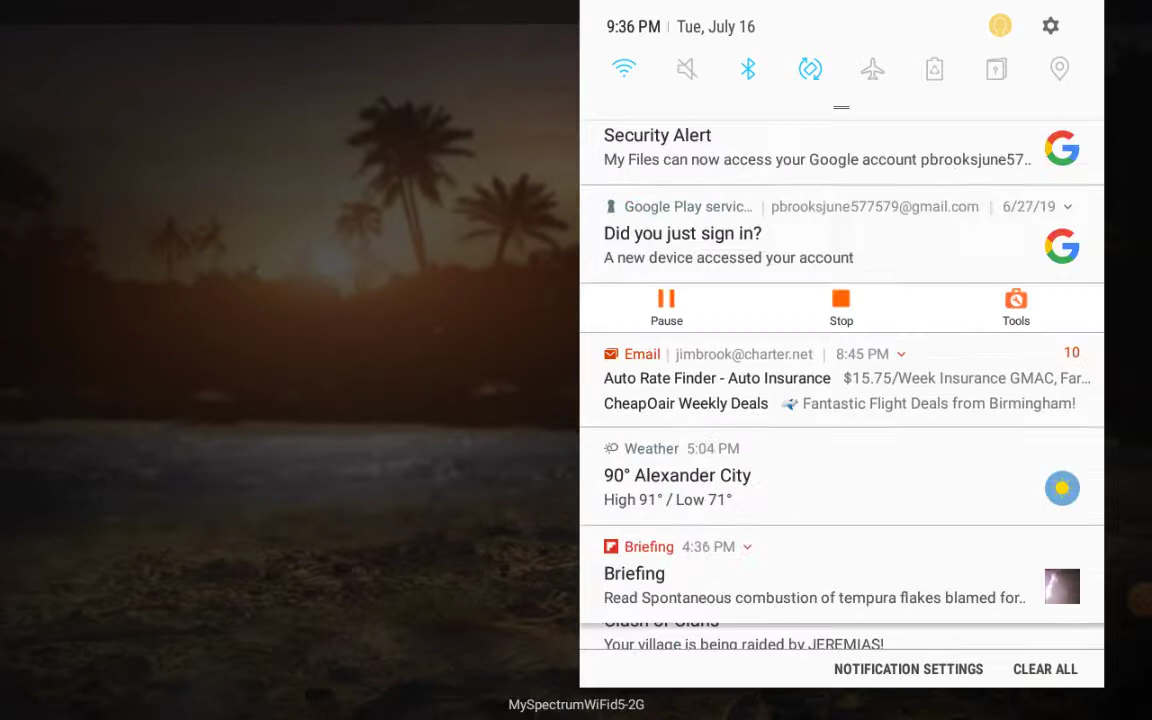 9:36 PM | Tue, July 16
Security Alert
My Files can now access your Google account pbrooksjune57..
Google Play servic... | pbrooksjune577579@gmail.com | 6/27/19
Did you just sign in?
A new device accessed your account
Pause Stop Tools
Email | jimbrook@charter.net | 8:45 PM 10
Auto Rate Finder - Auto Insurance $15.75/Week Insurance GMAC, Far...
CheapOair Weekly Deals Fantastic Flight Deals from Birmingham!
Weather 5:04 PM
90° Alexander City
High 91° / Low 71°
Briefing 4:36 PM
Briefing
Read Spontaneous combustion of tempura flakes blamed for..
Clash of Clans
Your village is being raided by JEREMIAS!
NOTIFICATION SETTINGS CLEAR ALL
MySpectrumWiFid5-2G